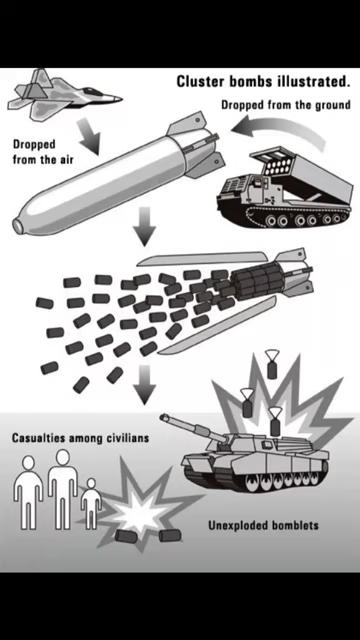 Cluster bombs illustrated.
Dropped from the ground
Dropped
from the air
Casualties among civilians
Unexploded bomblets